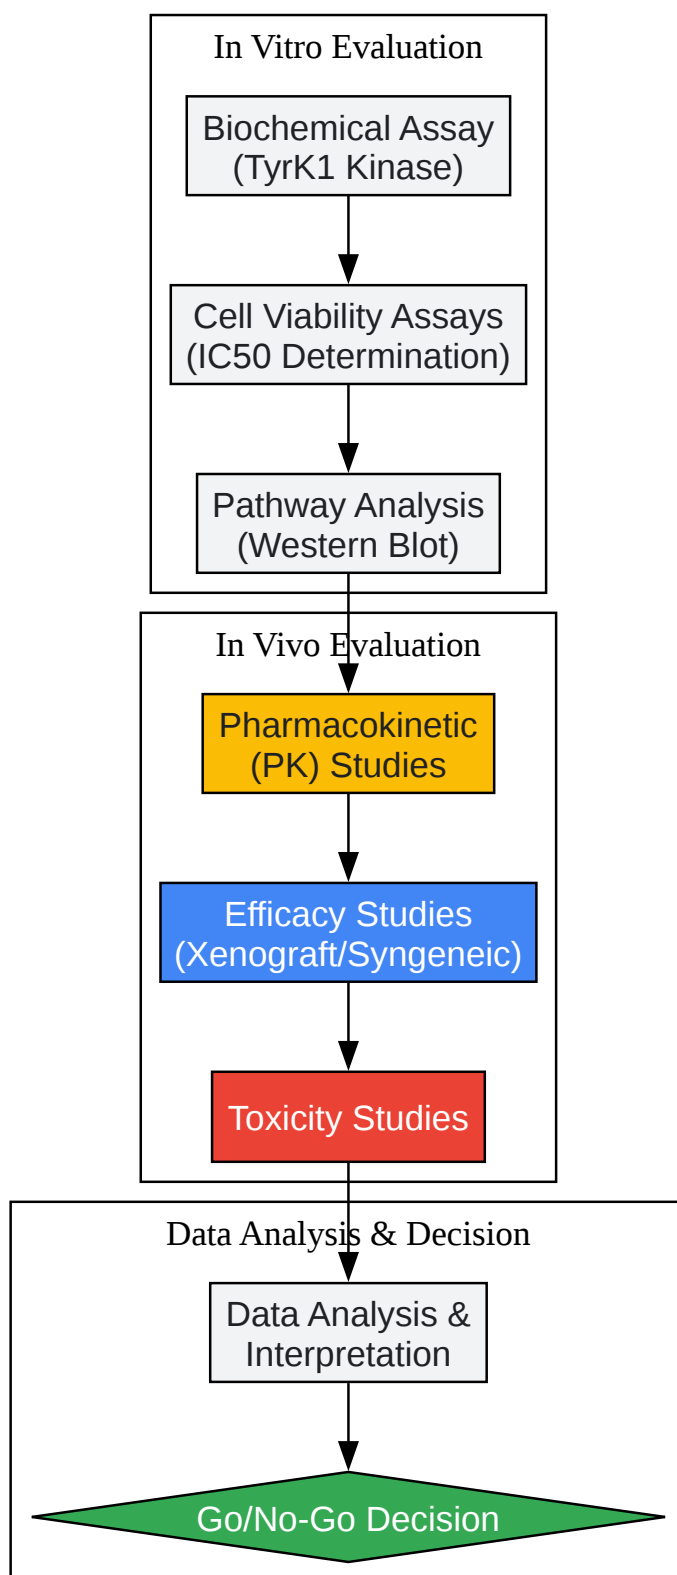 In Vitro Evaluation
Biochemical Assay
(TyrK1 Kinase)
Cell Viability Assays
(IC50 Determination)
Pathway Analysis
(Western Blot)
In Vivo Evaluation
Pharmacokinetic
(PK) Studies
Efficacy Studies
(Xenograft/Syngeneic)
Toxicity Studies
Data Analysis & Decision
Data Analysis &
Interpretation
Go/No-Go Decision